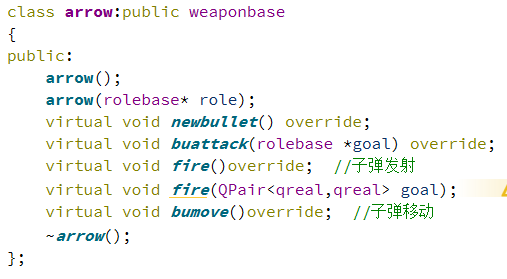 class arrow:public weaponbase
{
public:
    arrow();
    arrow(rolebase* role);
    virtual void newbullet() override;
    virtual void buattack(rolebase *goal) override;
    virtual void fire()override;  //子弹发射
    virtual void fire(QPair<qreal,qreal> goal);
    virtual void bumove()override;  //子弹移动
    ~arrow();
};